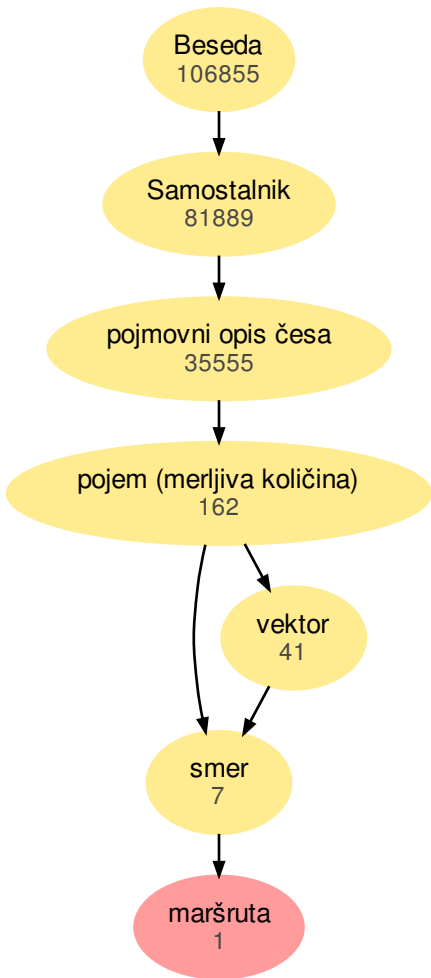 Beseda
106855
Samostalnik
81889
pojmovni opis česa
35555
pojem (merljiva količina)
162
vektor
41
smer
7
maršruta
1